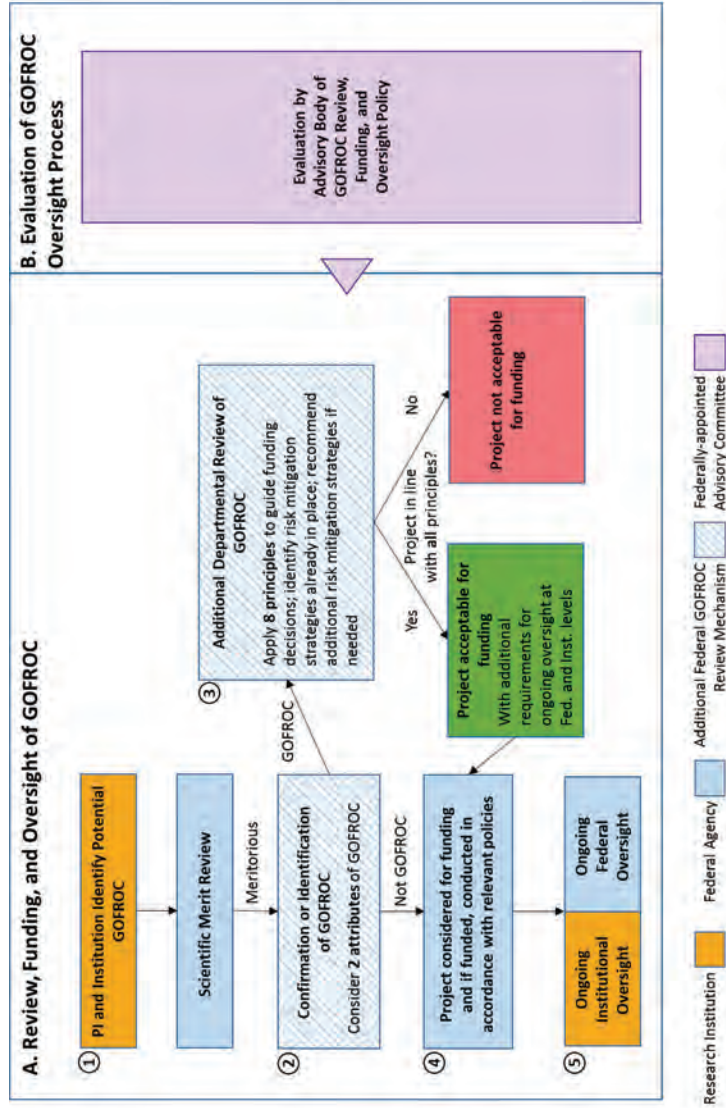 A. Review, Funding, and Oversight of GOFROC
①
PI and Institution Identify Potential
GOFROC
Scientific Merit Review
Meritorious
②
Confirmation or Identification
of GOFROC
Consider 2 attributes of GOFROC
GOFROC
Not GOFROC
③
Additional Departmental Review of
GOFROC
Apply 8 principles to guide funding
decisions; identify risk mitigation
strategies already in place; recommend
additional risk mitigation strategies if
needed
Yes
Project in line
with all principles?
No
Project acceptable for
funding
With additional
requirements for
ongoing oversight at
Fed. and Inst. levels
Project not acceptable
for funding
④
Project considered for funding
and if funded, conducted in
accordance with relevant policies
⑤
Ongoing
Institutional
Oversight
Ongoing
Federal
Oversight
B. Evaluation of GOFROC
Oversight Process
Evaluation by
Advisory Body of
GOFROC Review,
Funding, and
Oversight Policy
Research Institution
Federal Agency
Additional Federal GOFROC
Review Mechanism
Federally-appointed
Advisory Committee